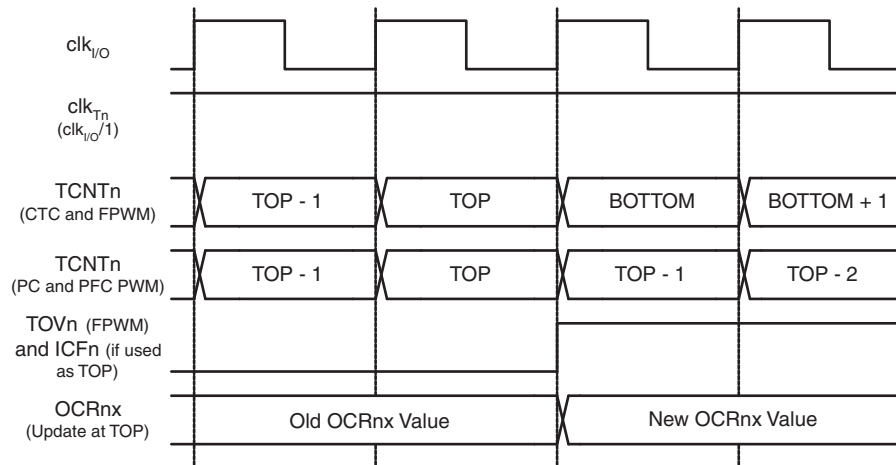 clkI/O
clkTn
(clkI/O/1)
TCNTn
(CTC and FPWM)
TOP - 1 TOP BOTTOM BOTTOM + 1
TCNTn
(PC and PFC PWM)
TOP - 1 TOP TOP - 1 TOP - 2
TOVn (FPWM)
and ICFn (if used
as TOP)
OCRnx
(Update at TOP)
Old OCRnx Value New OCRnx Value